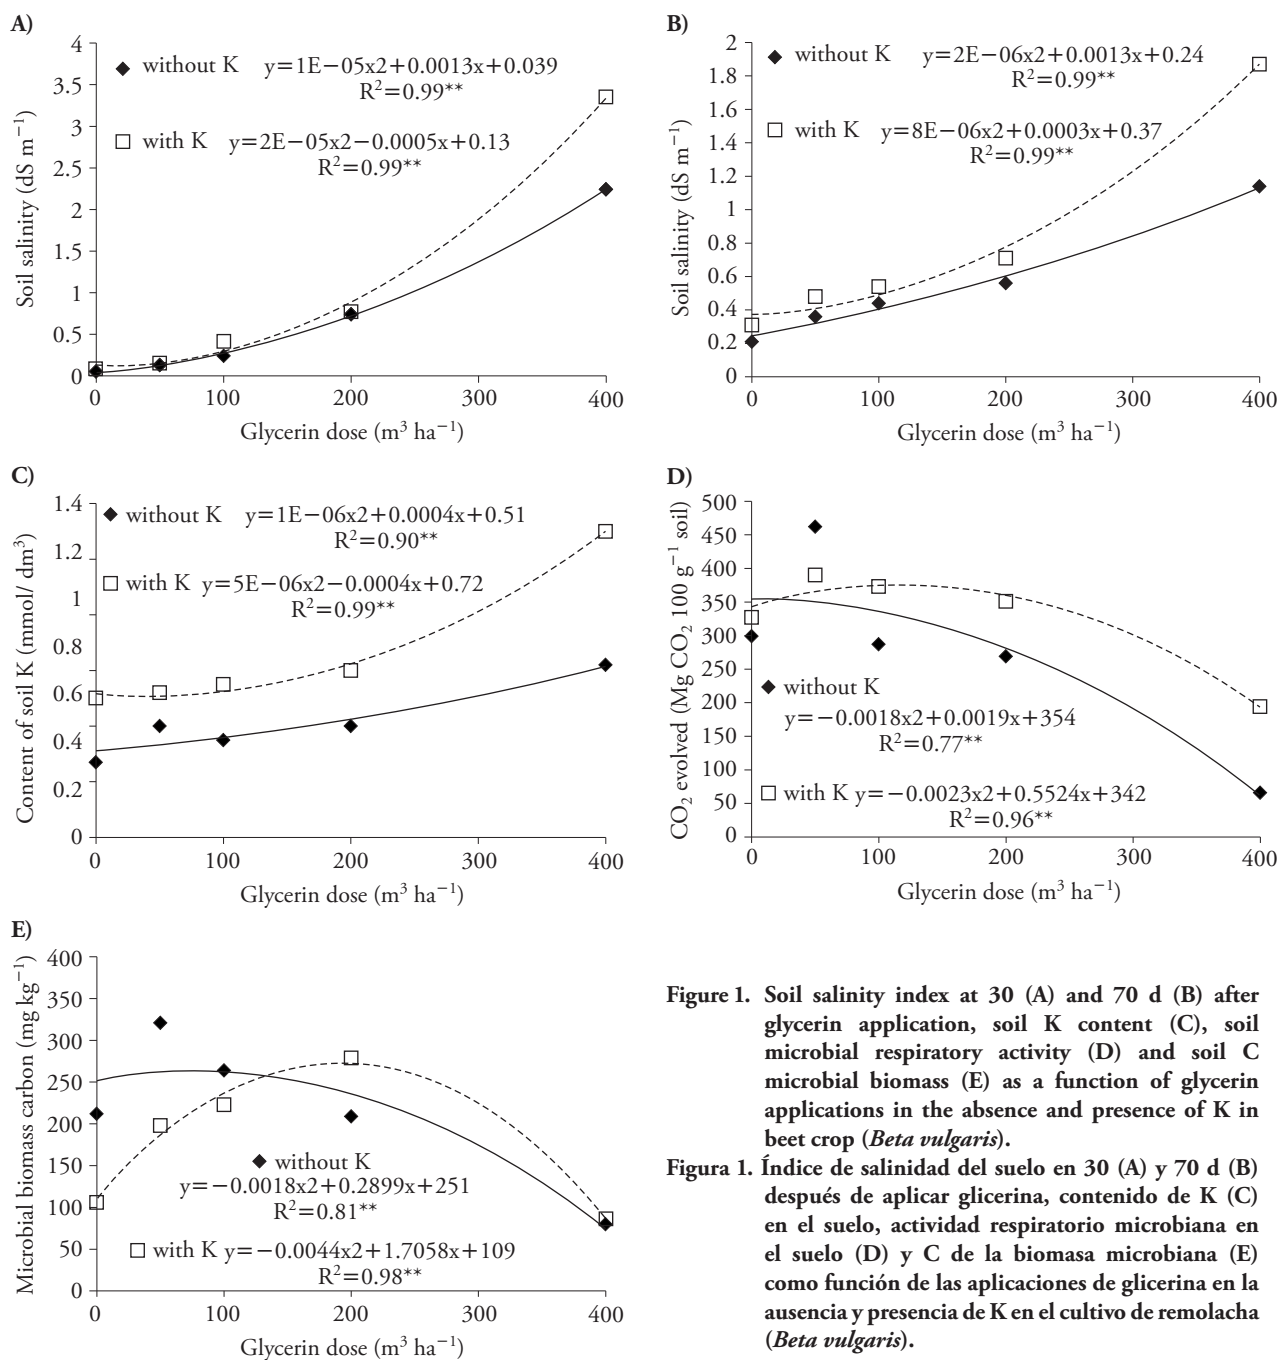 A)
Soil salinity (dS m⁻¹)
4
3.5
3
2.5
2
1.5
1
0.5
0
without K y=1E−05x2+0.0013x+0.039
R²=0.99**
with K y=2E−05x2−0.0005x+0.13
R²=0.99**
0 100 200 300 400
Glycerin dose (m³ ha⁻¹)
B)
Soil salinity (dS m⁻¹)
2
1.8
1.6
1.4
1.2
1
0.8
0.6
0.4
0.2
0
without K y=2E−06x2+0.0013x+0.24
R²=0.99**
with K y=8E−06x2+0.0003x+0.37
R²=0.99**
0 100 200 300 400
Glycerin dose (m³ ha⁻¹)
C)
Content of soil K (mmol/ dm³)
1.4
1.2
1
0.8
0.6
0.4
0.2
0
without K y=1E−06x2+0.0004x+0.51
R²=0.90**
with K y=5E−06x2−0.0004x+0.72
R²=0.99**
0 100 200 300 400
Glycerin dose (m³ ha⁻¹)
D)
CO₂ evolved (Mg CO₂ 100 g⁻¹ soil)
500
450
400
350
300
250
200
150
100
50
0
without K
y=−0.0018x2+0.0019x+354
R²=0.77**
with K y=−0.0023x2+0.5524x+342
R²=0.96**
0 100 200 300 400
Glycerin dose (m³ ha⁻¹)
E)
Microbial biomass carbon (mg kg⁻¹)
400
350
300
250
200
150
100
50
0
without K
y=−0.0018x2+0.2899x+251
R²=0.81**
with K y=−0.0044x2+1.7058x+109
R²=0.98**
0 100 200 300 400
Glycerin dose (m³ ha⁻¹)
Figure 1. Soil salinity index at 30 (A) and 70 d (B) after
glycerin application, soil K content (C), soil
microbial respiratory activity (D) and soil C
microbial biomass (E) as a function of glycerin
applications in the absence and presence of K in
beet crop (Beta vulgaris).
Figura 1. Índice de salinidad del suelo en 30 (A) y 70 d (B)
después de aplicar glicerina, contenido de K (C)
en el suelo, actividad respiratorio microbiana en
el suelo (D) y C de la biomasa microbiana (E)
como función de las aplicaciones de glicerina en la
ausencia y presencia de K en el cultivo de remolacha
(Beta vulgaris).